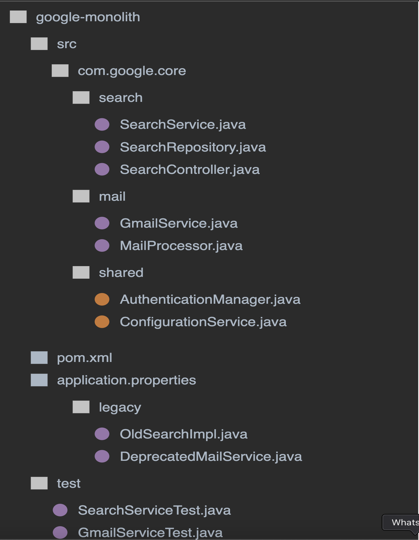 google-monolith
src
com.google.core
search
SearchService.java
SearchRepository.java
SearchController.java
mail
GmailService.java
MailProcessor.java
shared
AuthenticationManager.java
ConfigurationService.java
pom.xml
application.properties
legacy
OldSearchImpl.java
DeprecatedMailService.java
test
SearchServiceTest.java
Whats
GmailServiceTest.java